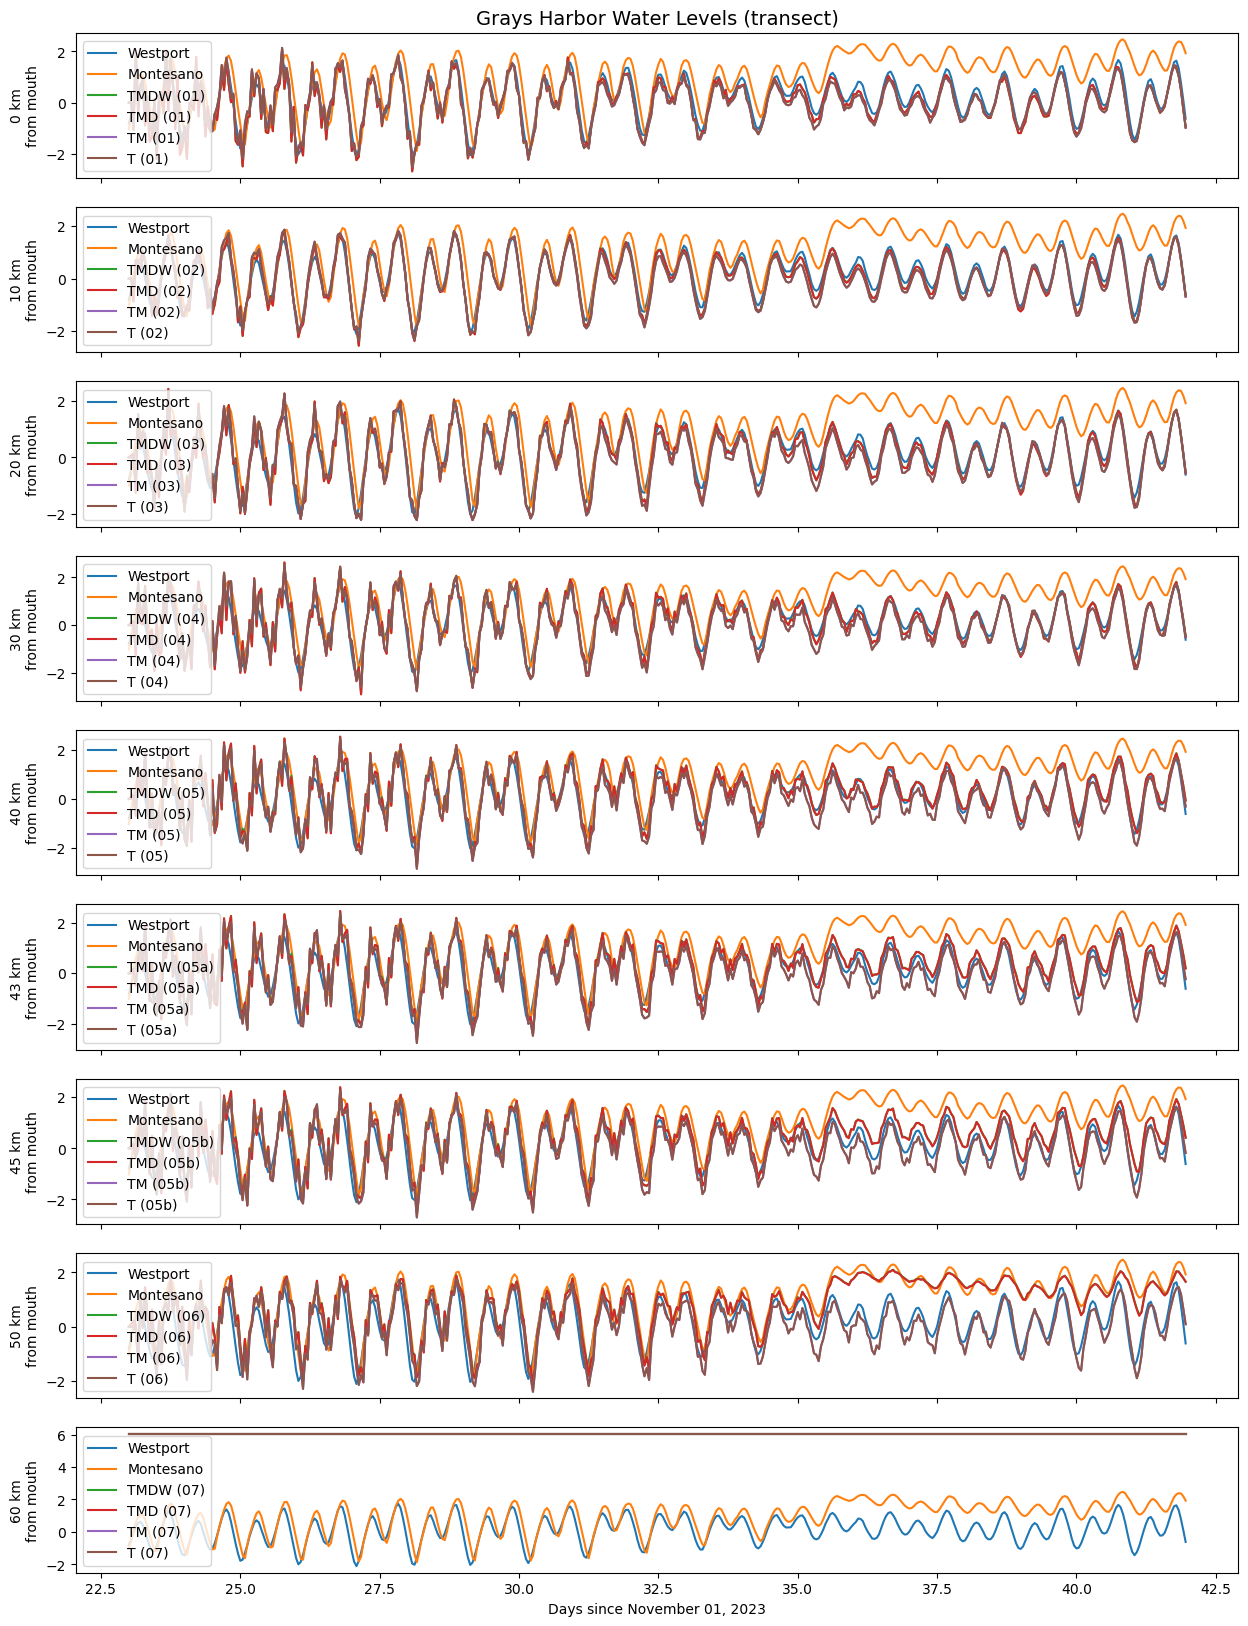 Grays Harbor Water Levels (transect)
0 km
from mouth
2
0
−2
Westport
Montesano
TMDW (01)
TMD (01)
TM (01)
T (01)
10 km
from mouth
2
0
−2
Westport
Montesano
TMDW (02)
TMD (02)
TM (02)
T (02)
20 km
from mouth
2
0
−2
Westport
Montesano
TMDW (03)
TMD (03)
TM (03)
T (03)
30 km
from mouth
2
0
−2
Westport
Montesano
TMDW (04)
TMD (04)
TM (04)
T (04)
40 km
from mouth
2
0
−2
Westport
Montesano
TMDW (05)
TMD (05)
TM (05)
T (05)
43 km
from mouth
2
0
−2
Westport
Montesano
TMDW (05a)
TMD (05a)
TM (05a)
T (05a)
45 km
from mouth
2
0
−2
Westport
Montesano
TMDW (05b)
TMD (05b)
TM (05b)
T (05b)
50 km
from mouth
2
0
−2
Westport
Montesano
TMDW (06)
TMD (06)
TM (06)
T (06)
60 km
from mouth
6
4
2
0
−2
Westport
Montesano
TMDW (07)
TMD (07)
TM (07)
T (07)
22.5 25.0 27.5 30.0 32.5 35.0 37.5 40.0 42.5
Days since November 01, 2023